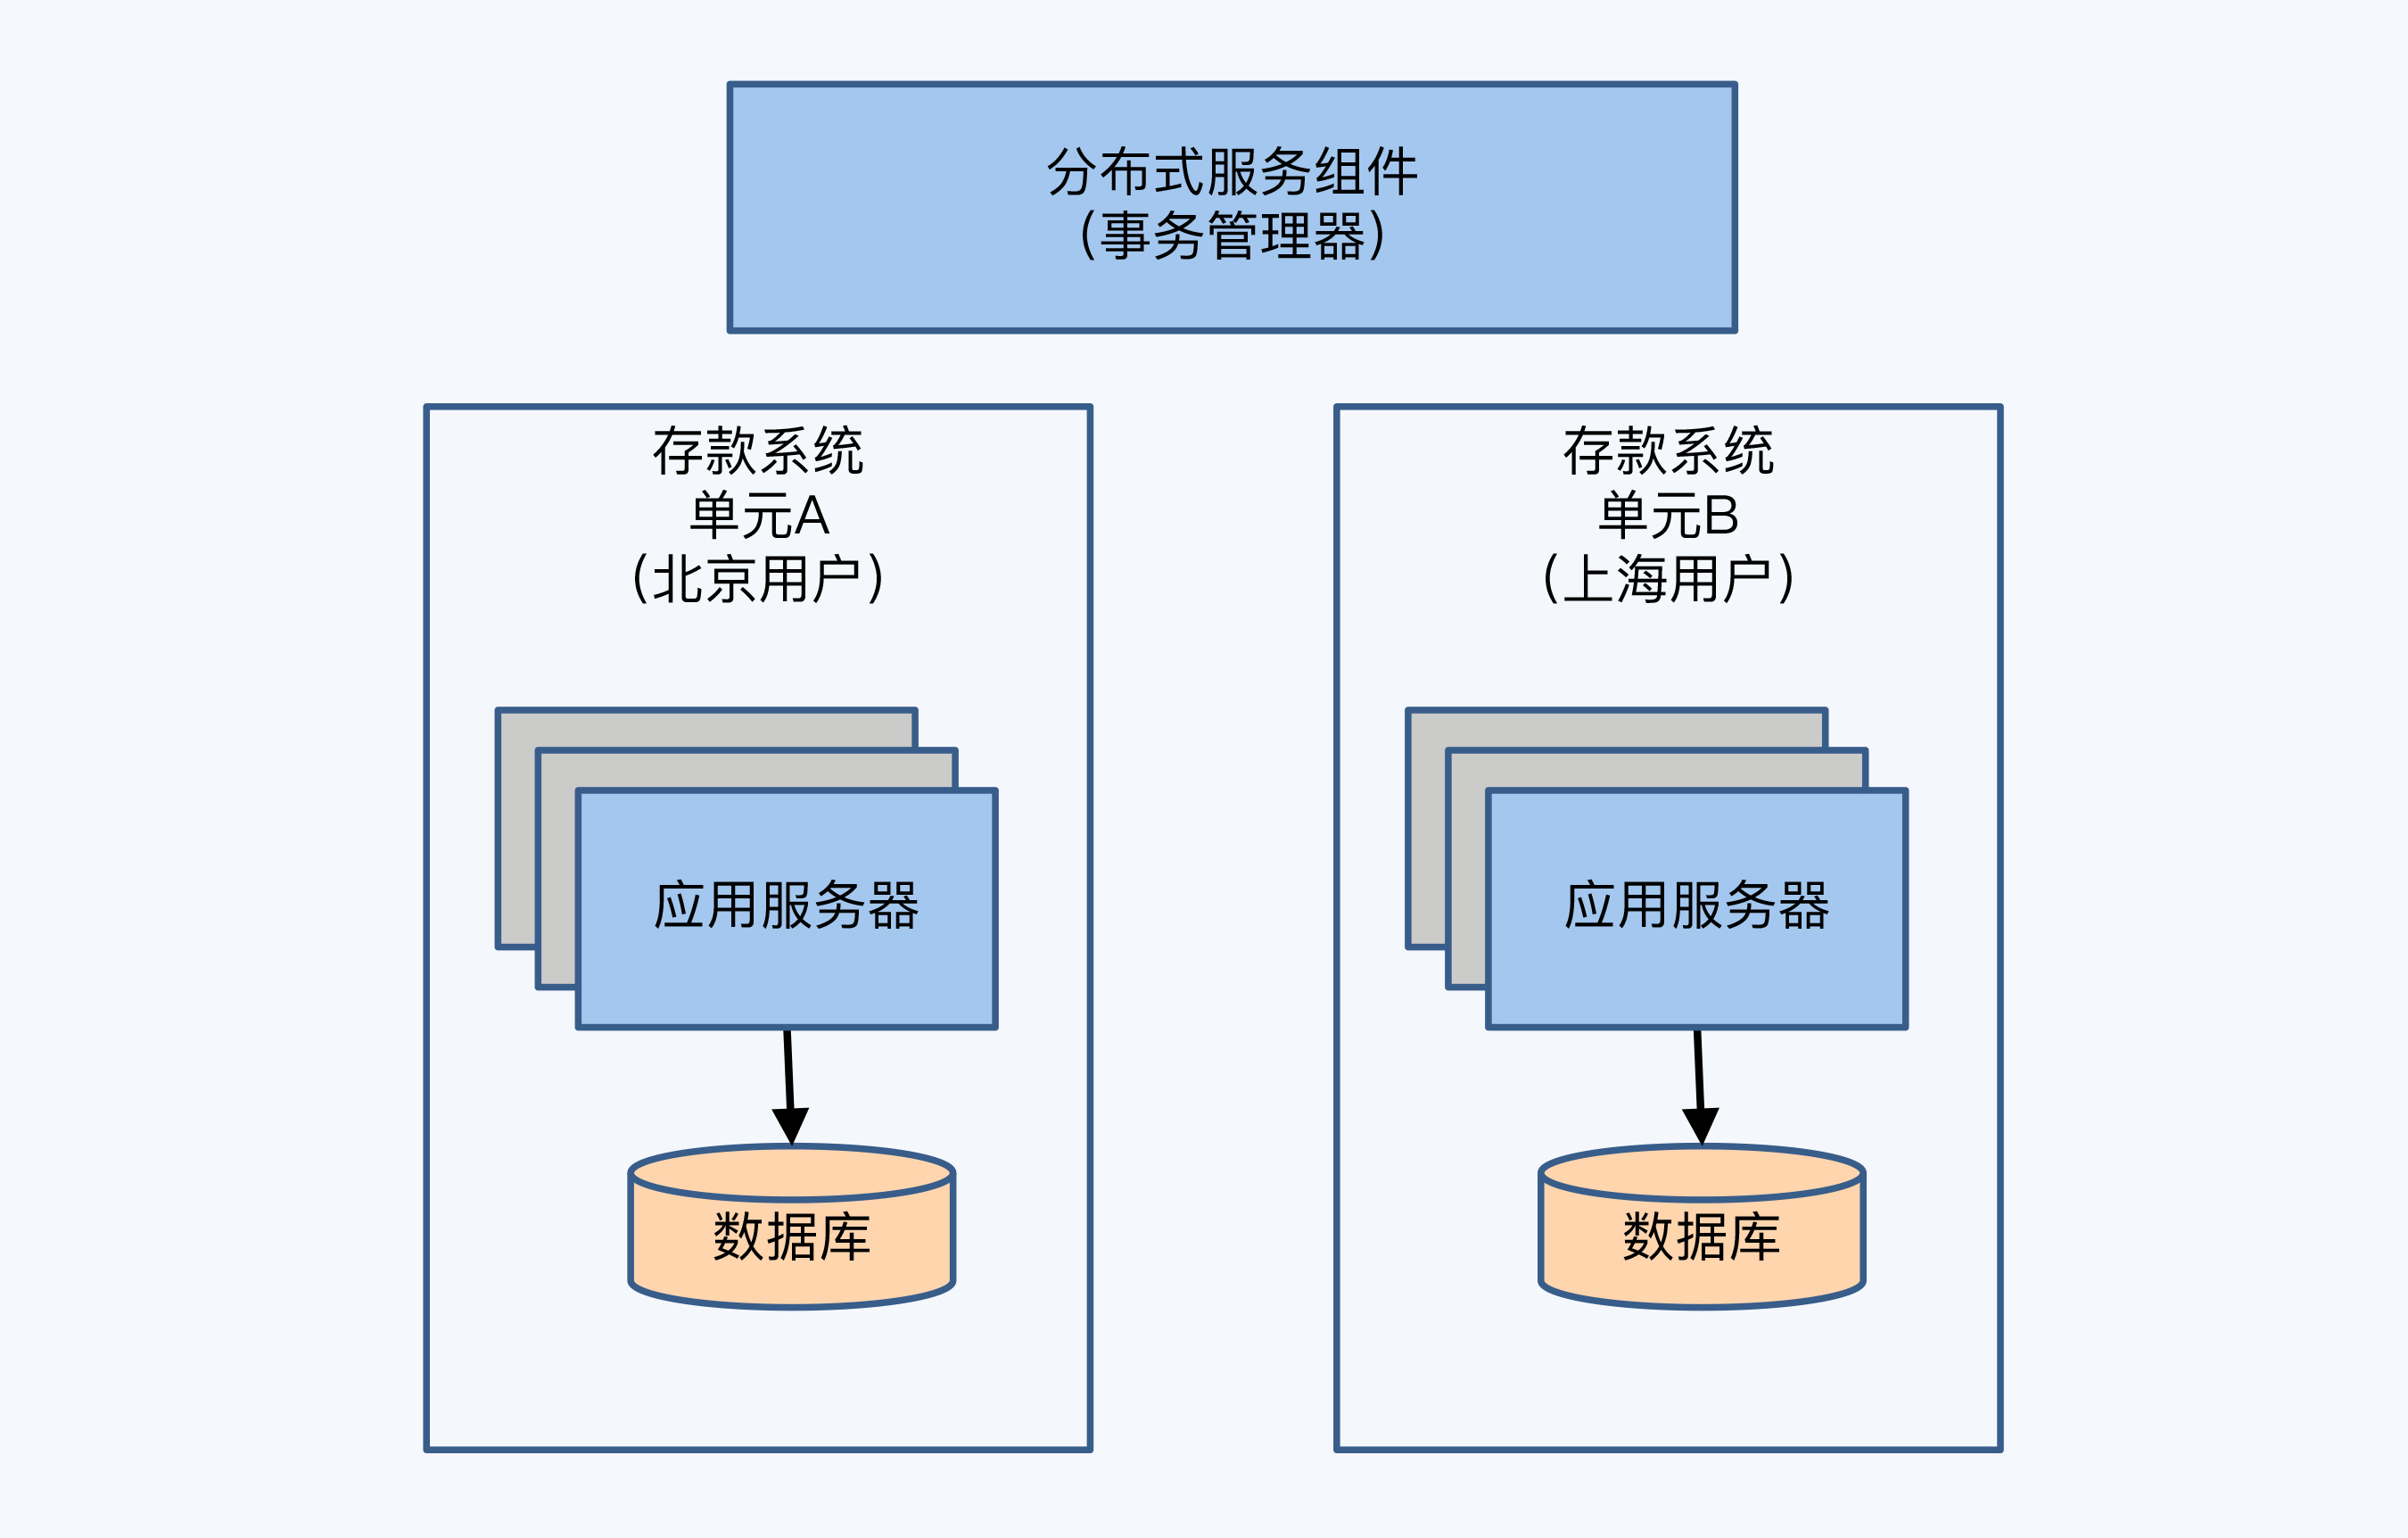 分布式服务组件
（事务管理器）
存款系统
单元A
（北京用户）
存款系统
单元B
（上海用户）
应用服务器
应用服务器
数据库
数据库